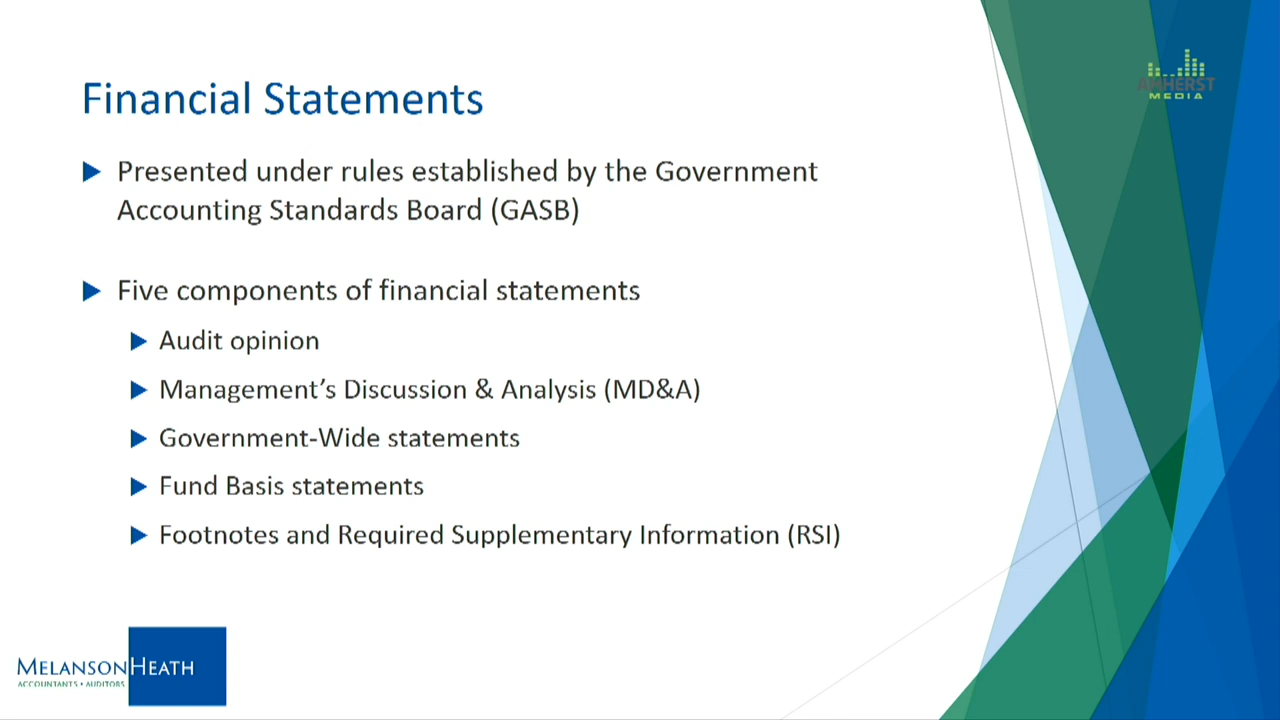 AMHERST
MEDIA
Financial Statements
Presented under rules established by the Government
Accounting Standards Board (GASB)
Five components of financial statements
Audit opinion
Management’s Discussion & Analysis (MD&A)
Government-Wide statements
Fund Basis statements
Footnotes and Required Supplementary Information (RSI)
MELANSONHEATH
ACCOUNTANTS • AUDITORS